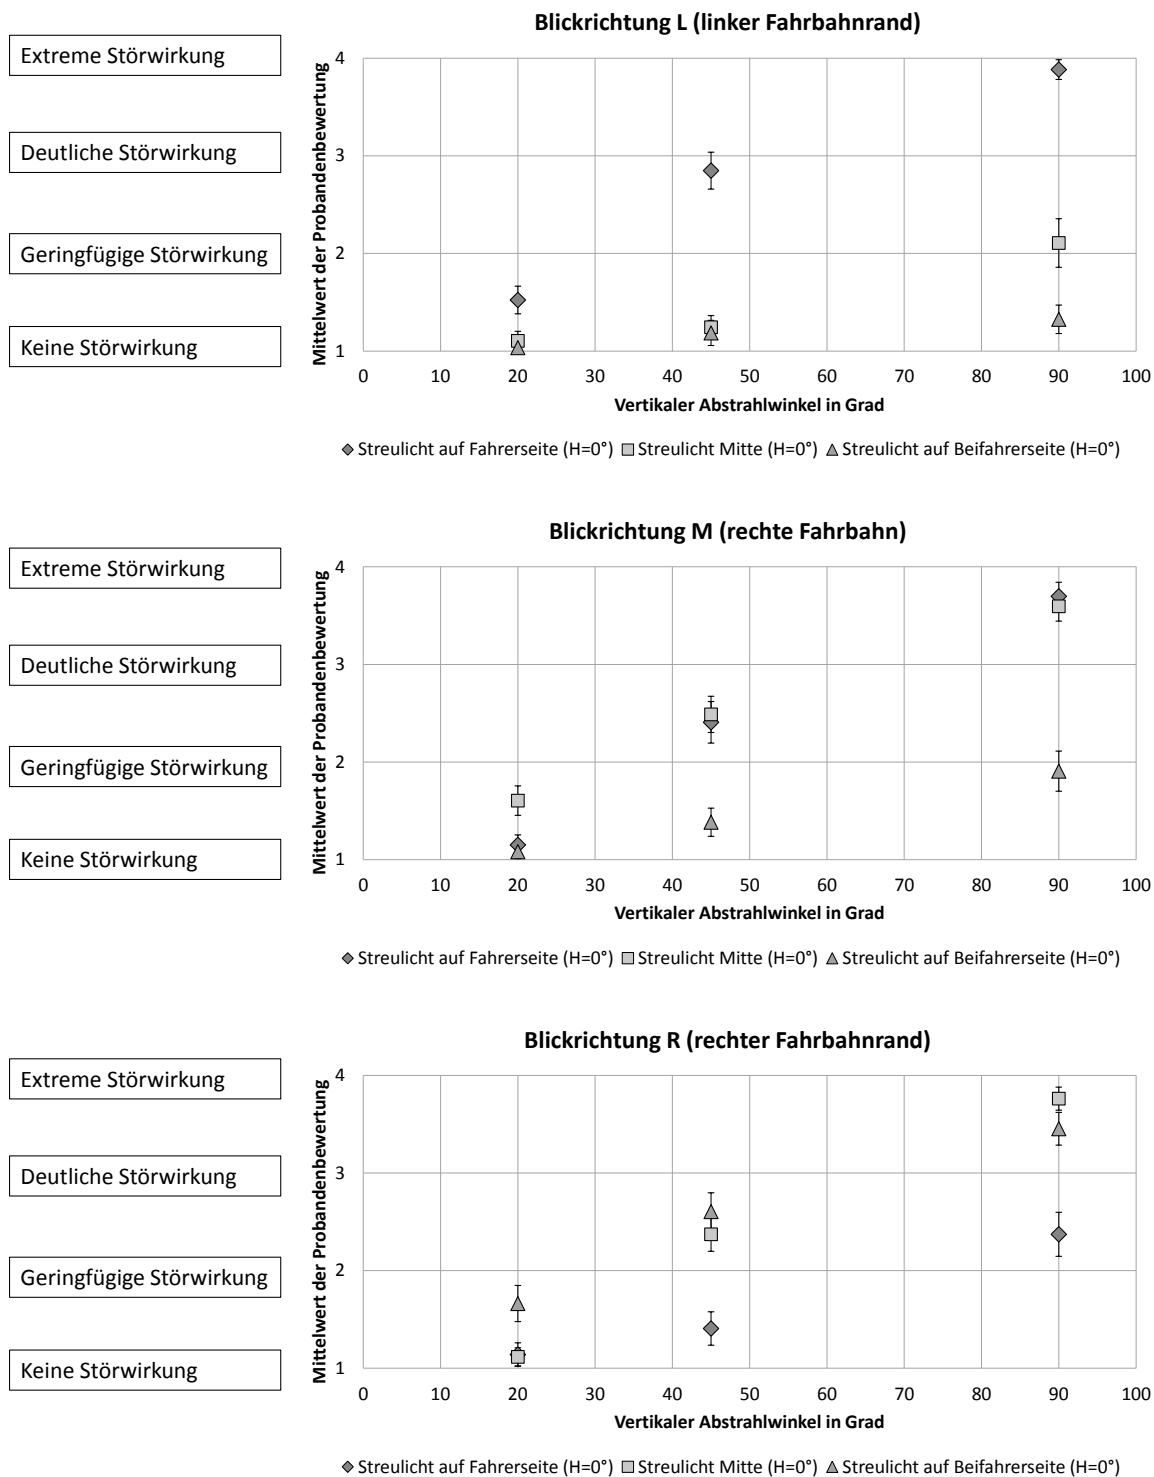 Blickrichtung L (linker Fahrbahnrand)
Extreme Störwirkung
Deutliche Störwirkung
Geringfügige Störwirkung
Keine Störwirkung
Mittelwert der Probandenbewertung
4
3
2
1
0 10 20 30 40 50 60 70 80 90 100
Vertikaler Abstrahlwinkel in Grad
Streulicht auf Fahrerseite (H=0°) Streulicht Mitte (H=0°) Streulicht auf Beifahrerseite (H=0°)
Blickrichtung M (rechte Fahrbahn)
Extreme Störwirkung
Deutliche Störwirkung
Geringfügige Störwirkung
Keine Störwirkung
Mittelwert der Probandenbewertung
4
3
2
1
0 10 20 30 40 50 60 70 80 90 100
Vertikaler Abstrahlwinkel in Grad
Streulicht auf Fahrerseite (H=0°) Streulicht Mitte (H=0°) Streulicht auf Beifahrerseite (H=0°)
Blickrichtung R (rechter Fahrbahnrand)
Extreme Störwirkung
Deutliche Störwirkung
Geringfügige Störwirkung
Keine Störwirkung
Mittelwert der Probandenbewertung
4
3
2
1
0 10 20 30 40 50 60 70 80 90 100
Vertikaler Abstrahlwinkel in Grad
Streulicht auf Fahrerseite (H=0°) Streulicht Mitte (H=0°) Streulicht auf Beifahrerseite (H=0°)